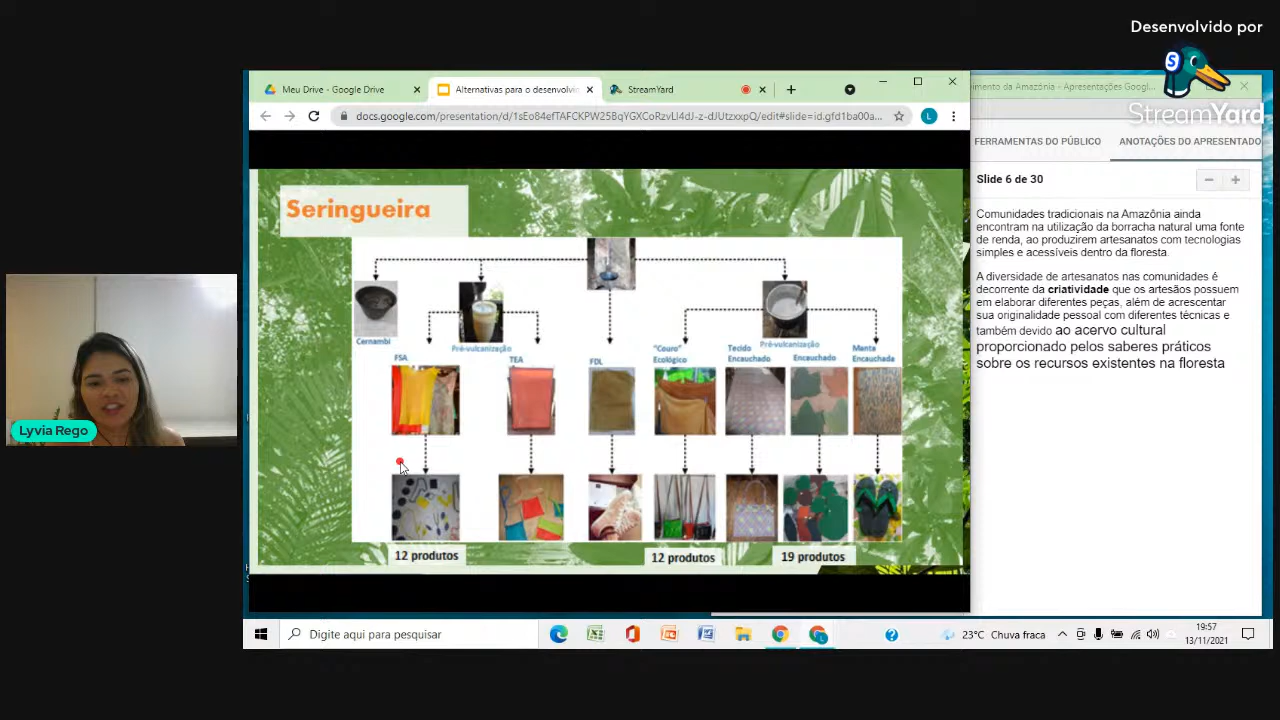 Desenvolvido por
StreamYard
Meu Drive - Google Drive
Alternativas para o desenvolvim
StreamYard
vimento da Amazônia - Apresentações Googl...
docs.google.com/presentation/d/1sEo84efTAFCKPW25BqYGXCoRzvLl4dJ-z-dJUtzxxpQ/edit#slide=id.gfd1ba00a...
L
FERRAMENTAS DO PÚBLICO
ANOTAÇÕES DO APRESENTADO
Slide 6 de 30
Seringueira
Cernambi
Pré-vulcanização
Pré-vulcanização
FSA
TEA
FDL
"Couro" Ecológico
Tecido Encauchado
Encauchado
Manta Encauchada
12 produtos
12 produtos
19 produtos
Comunidades tradicionais na Amazônia ainda
encontram na utilização da borracha natural uma fonte
de renda, ao produzirem artesanatos com tecnologias
simples e acessíveis dentro da floresta.
A diversidade de artesanatos nas comunidades é
decorrente da criatividade que os artesãos possuem
em elaborar diferentes peças, além de acrescentar
sua originalidade pessoal com diferentes técnicas e
também devido ao acervo cultural
proporcionado pelos saberes práticos
sobre os recursos existentes na floresta
Lyvia Rego
Digite aqui para pesquisar
23°C Chuva fraca
19:57
13/11/2021